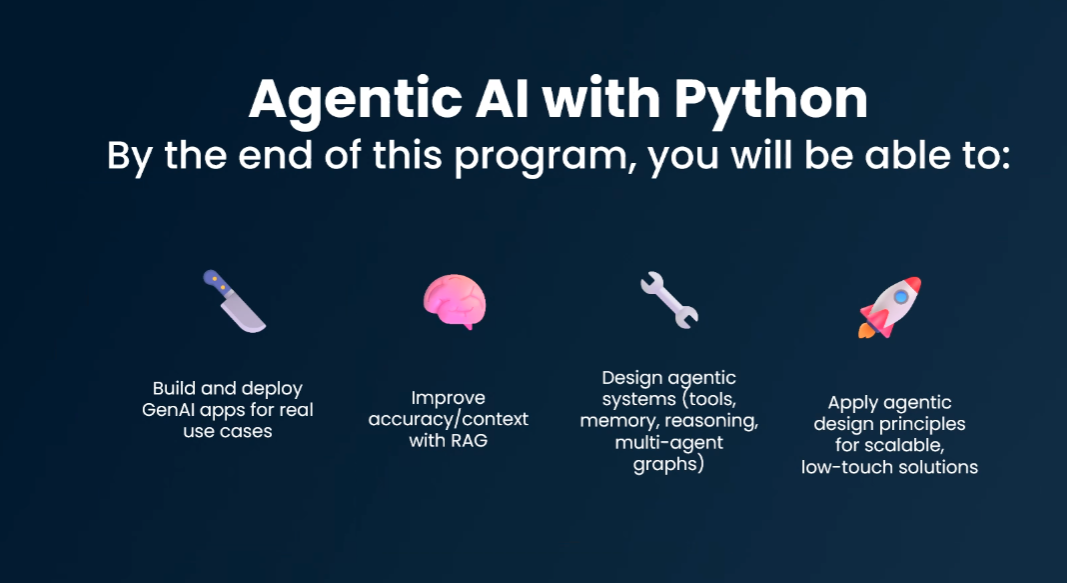 Agentic AI with Python
By the end of this program, you will be able to:
Build and deploy
GenAI apps for real
use cases
Improve
accuracy/context
with RAG
Design agentic
systems (tools,
memory, reasoning,
multi-agent
graphs)
Apply agentic
design principles
for scalable,
low-touch solutions